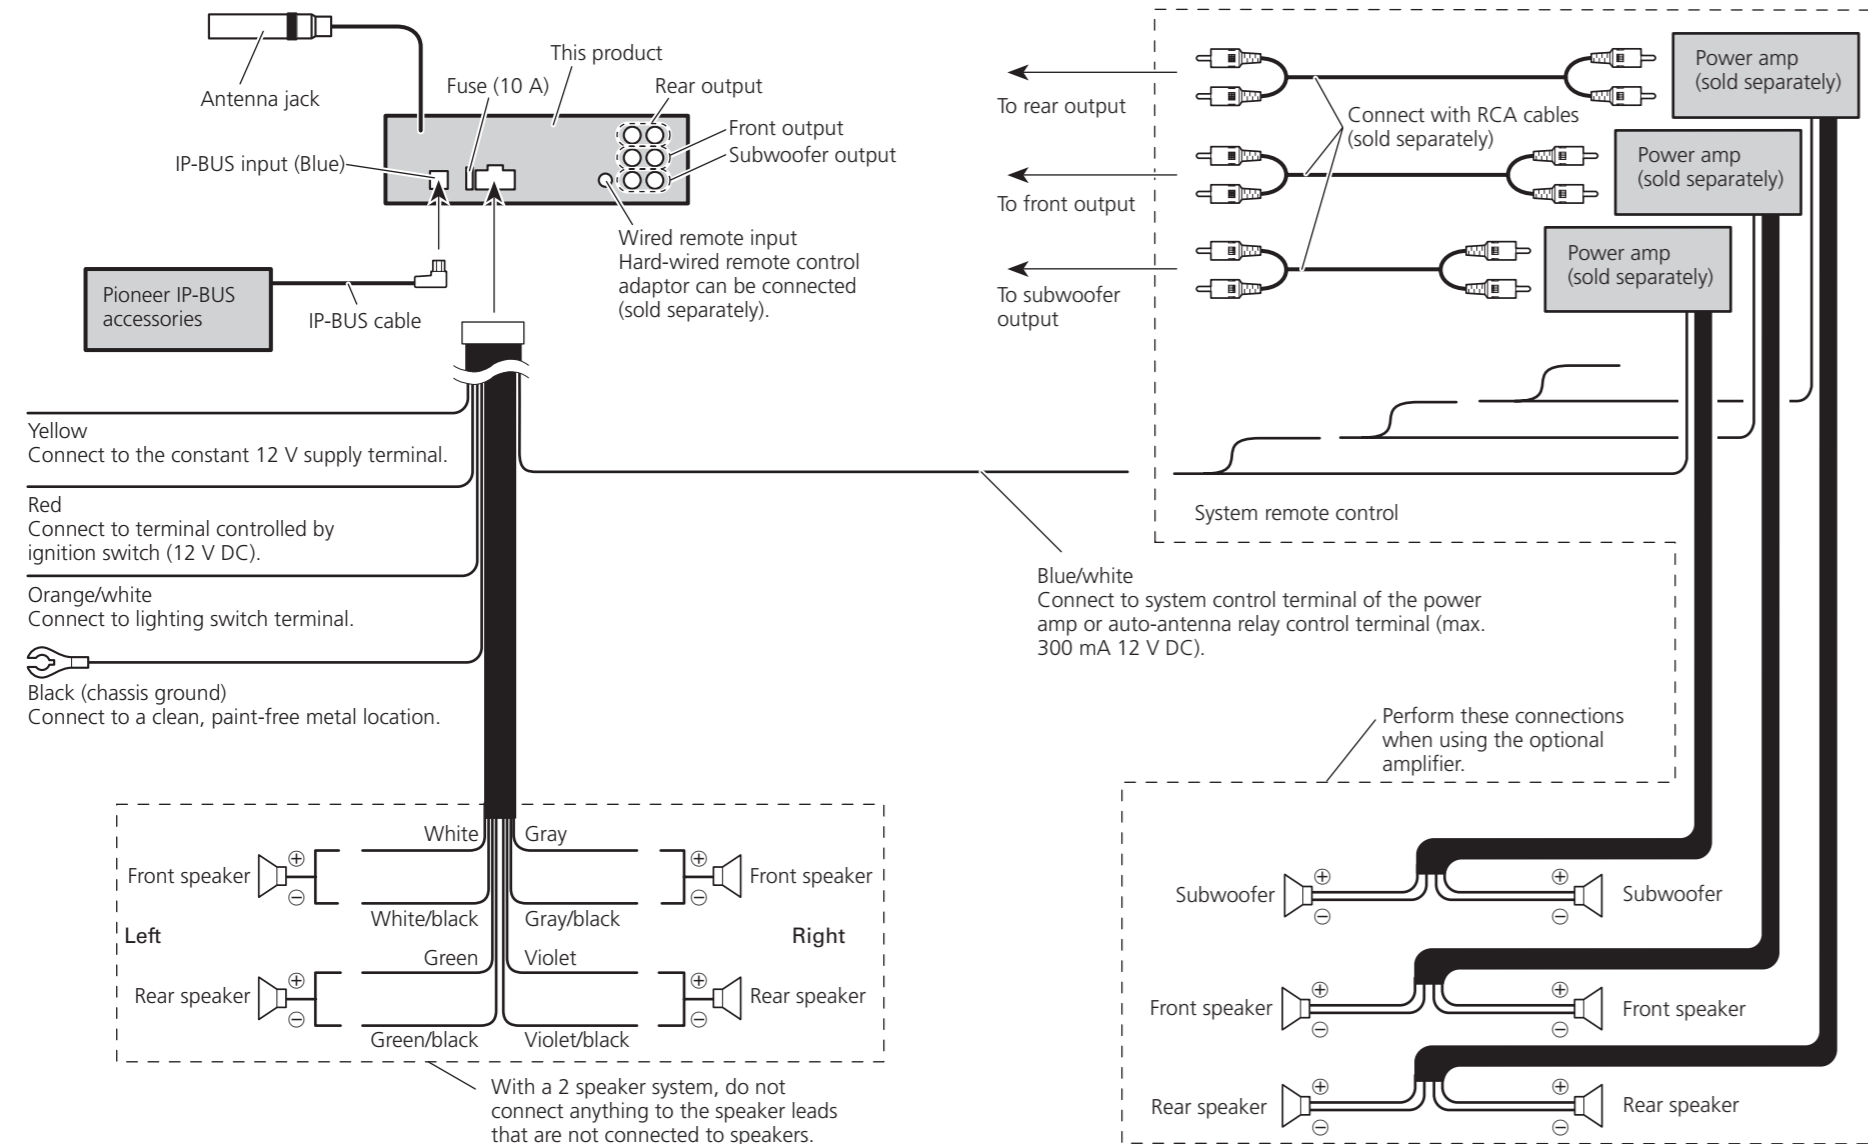 Antenna jack
This product
Fuse (10 A)
Rear output
Front output
Subwoofer output
IP-BUS input (Blue)
Wired remote input
Hard-wired remote control
adaptor can be connected
(sold separately).
Pioneer IP-BUS
accessories
IP-BUS cable
Yellow
Connect to the constant 12 V supply terminal.
Red
Connect to terminal controlled by
ignition switch (12 V DC).
Orange/white
Connect to lighting switch terminal.
Black (chassis ground)
Connect to a clean, paint-free metal location.
White
Gray
Front speaker
⊕
⊖
⊕
⊖
Front speaker
White/black
Gray/black
Left
Right
Green
Violet
Rear speaker
⊕
⊖
⊕
⊖
Rear speaker
Green/black
Violet/black
With a 2 speaker system, do not
connect anything to the speaker leads
that are not connected to speakers.
To rear output
To front output
To subwoofer
output
Connect with RCA cables
(sold separately)
Power amp
(sold separately)
Power amp
(sold separately)
Power amp
(sold separately)
System remote control
Blue/white
Connect to system control terminal of the power
amp or auto-antenna relay control terminal (max.
300 mA 12 V DC).
Perform these connections
when using the optional
amplifier.
Subwoofer
⊕
⊖
⊕
⊖
Subwoofer
Front speaker
⊕
⊖
⊕
⊖
Front speaker
Rear speaker
⊕
⊖
⊕
⊖
Rear speaker